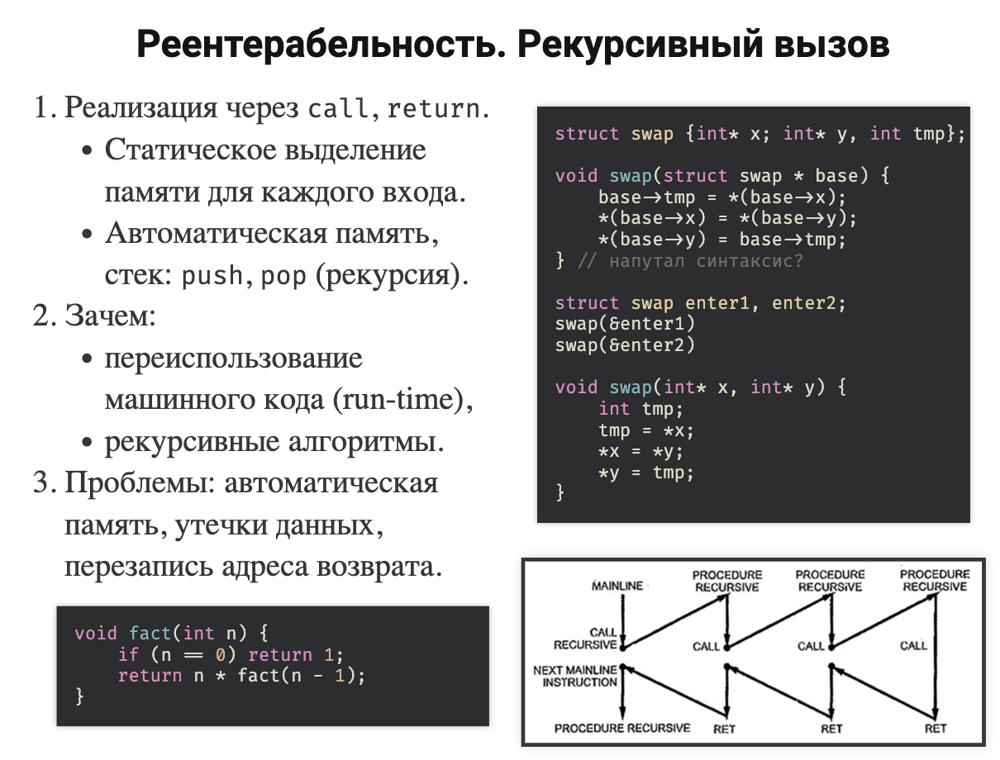 Реентерабельность. Рекурсивный вызов
1. Реализация через call, return.
• Статическое выделение
памяти для каждого входа.
• Автоматическая память,
стек: push, pop (рекурсия).
2. Зачем:
• переиспользование
машинного кода (run-time),
• рекурсивные алгоритмы.
3. Проблемы: автоматическая
память, утечки данных,
перезапись адреса возврата.
void fact(int n) {
if (n == 0) return 1;
return n * fact(n - 1);
}
struct swap {int* x; int* y, int tmp};
void swap(struct swap * base) {
base->tmp = *(base->x);
*(base->x) = *(base->y);
*(base->y) = base->tmp;
} // напутал синтаксис?
struct swap enter1, enter2;
swap(&enter1)
swap(&enter2)
void swap(int* x, int* y) {
int tmp;
tmp = *x;
*x = *y;
*y = tmp;
}
MAINLINE
PROCEDURE
RECURSIVE
PROCEDURE
RECURSIVE
PROCEDURE
RECURSIVE
CALL
RECURSIVE
CALL
CALL
CALL
NEXT MAINLINE
INSTRUCTION
PROCEDURE RECURSIVE
RET
RET
RET